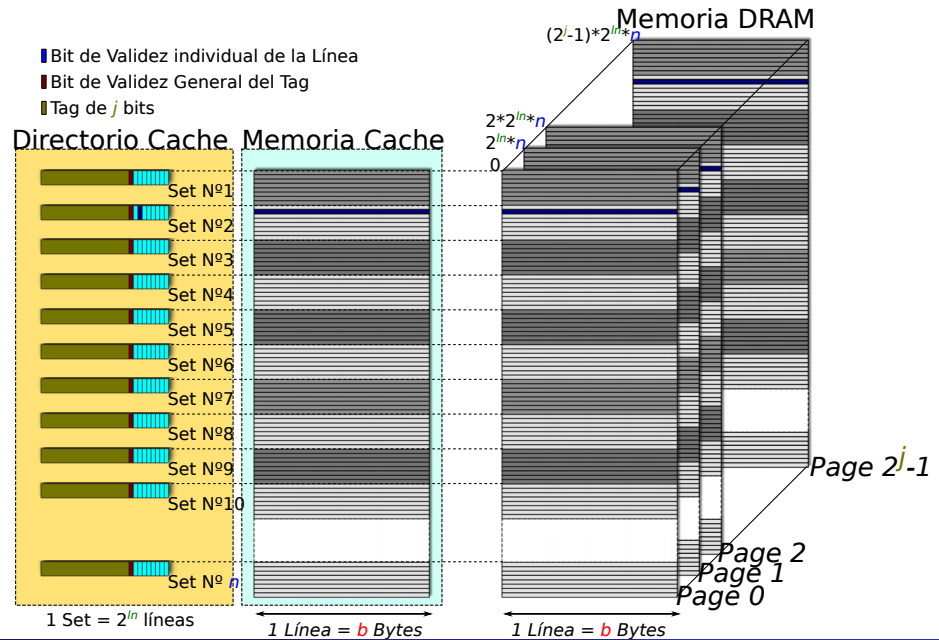 Memoria DRAM
(2ʲ-1)*2ˡⁿ*n
Bit de Validez individual de la Línea
Bit de Validez General del Tag
Tag de j bits
2*2ˡⁿ*n
2ˡⁿ*n
0
Directorio Cache
Memoria Cache
Set Nº1
Set Nº2
Set Nº3
Set Nº4
Set Nº5
Set Nº6
Set Nº7
Set Nº8
Set Nº9
Set Nº10
Set Nº n
Page 2ʲ-1
Page 2
Page 1
Page 0
1 Set = 2ˡⁿ líneas
1 Línea = b Bytes
1 Línea = b Bytes